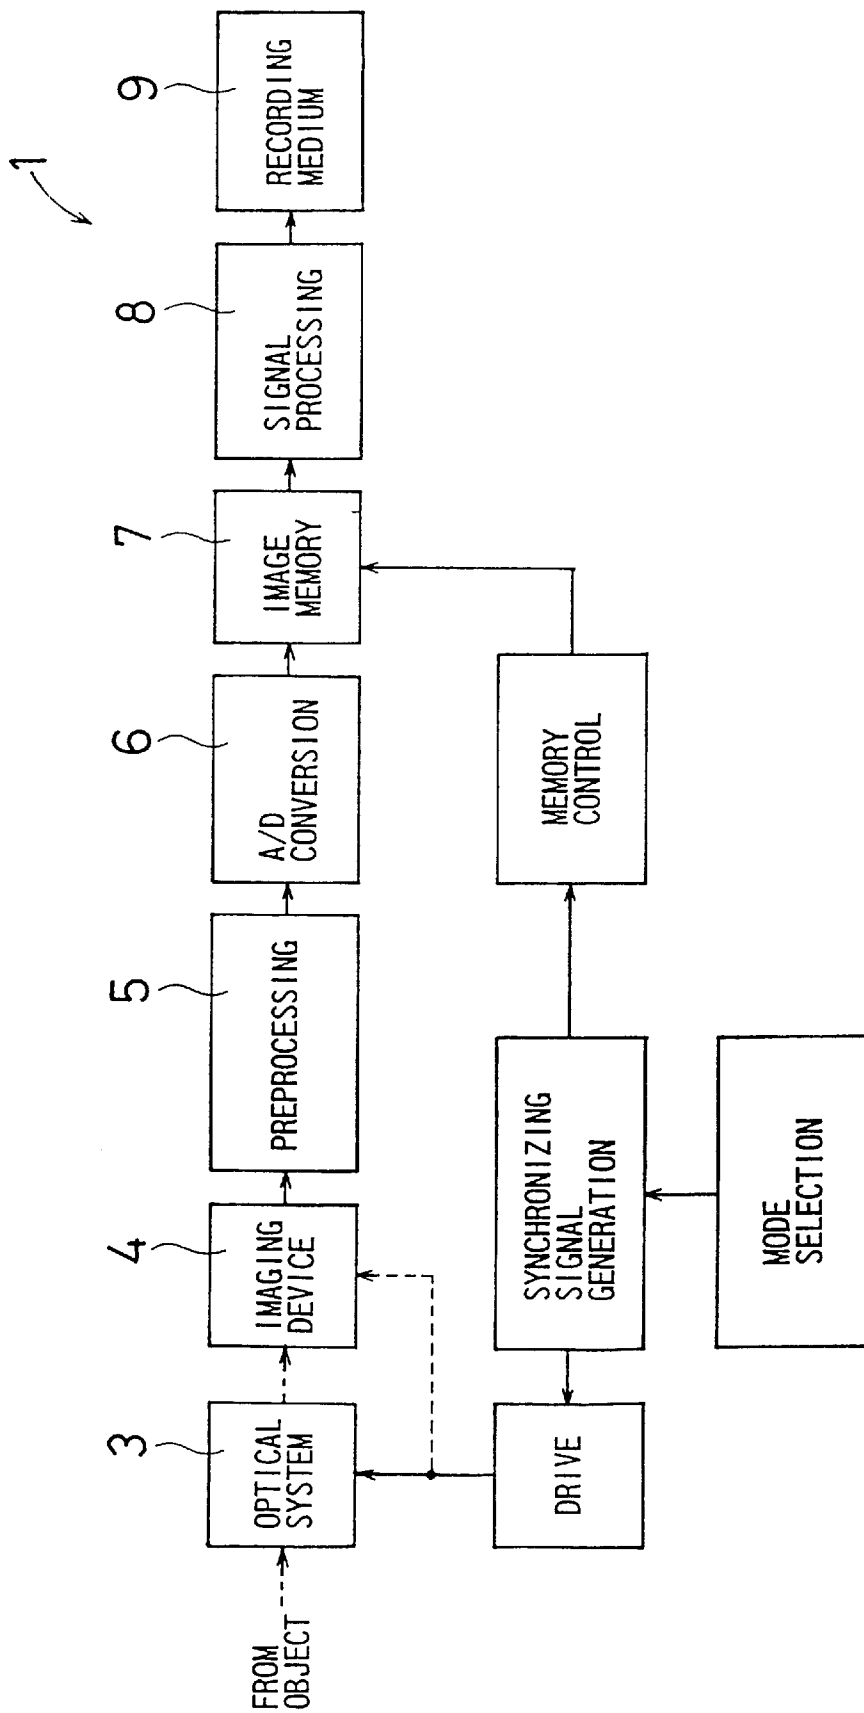 1
3
4
5
6
7
8
9
FROM
OBJECT
OPTICAL
SYSTEM
IMAGING
DEVICE
PREPROCESSING
A/D
CONVERSION
IMAGE
MEMORY
SIGNAL
PROCESSING
RECORDING
MEDIUM
DRIVE
SYNCHRONIZING
SIGNAL
GENERATION
MEMORY
CONTROL
MODE
SELECTION